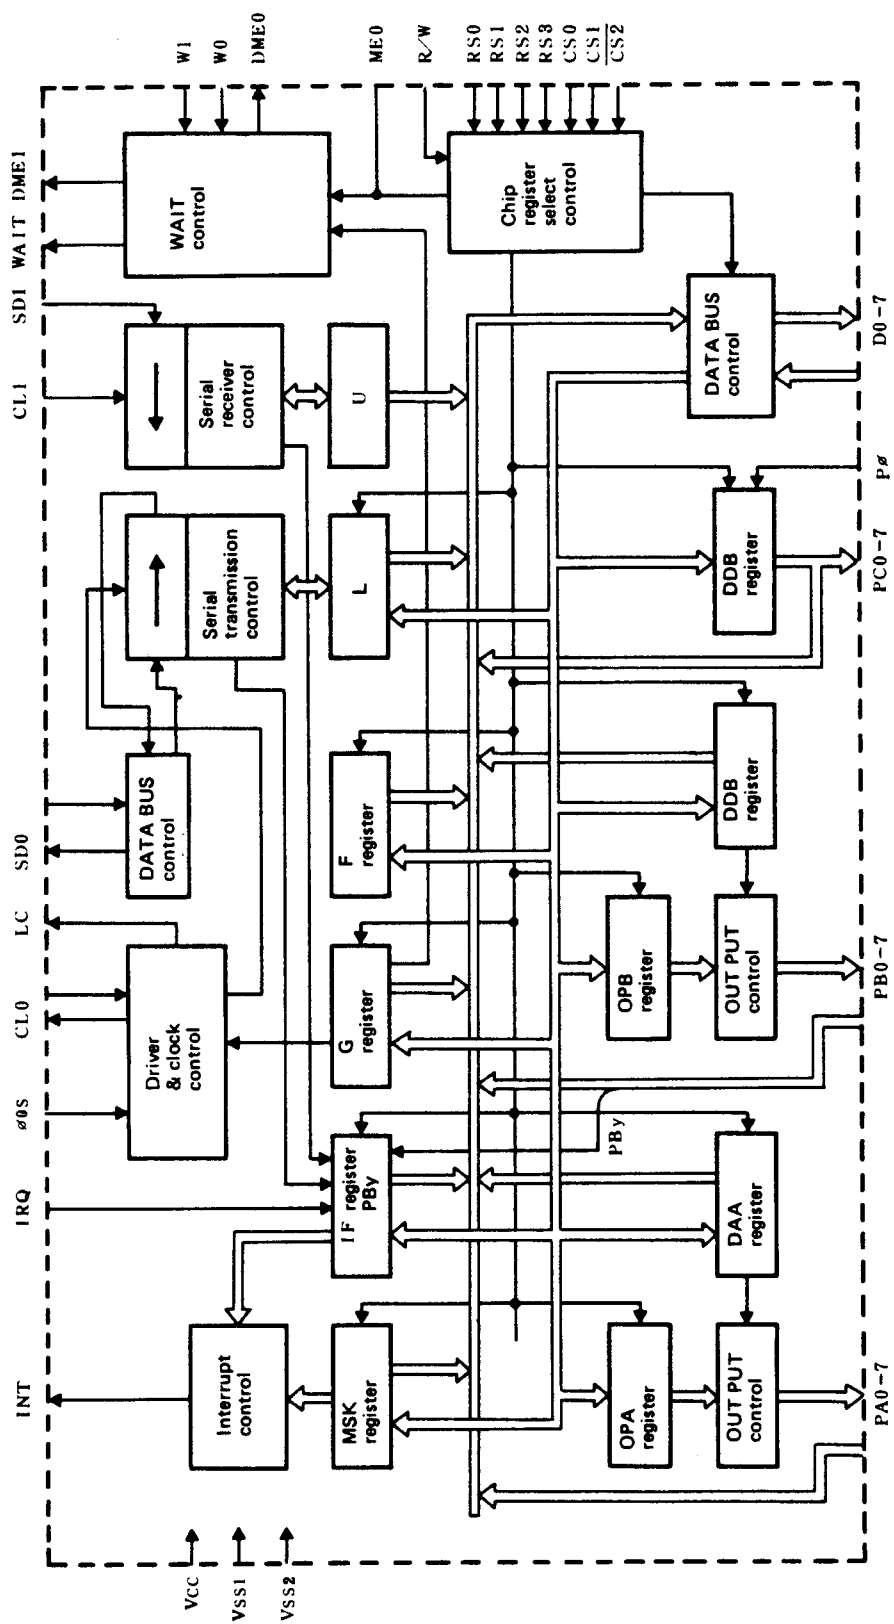 INT
IRQ
ø0S
CL0
LC
SD0
CL1
SD1
WAIT
DME1
W1
W0
DME0
ME0
R/W
RS0
RS1
RS2
RS3
CS0
CS1
CS2
VCC
VSS1
VSS2
Interrupt
control
Driver
& clock
control
DATA BUS
control
Serial
transmission
control
Serial
receiver
control
WAIT
control
MSK
register
IF register
PBy
G
register
F
register
L
U
Chip
register
select
control
PBy
OPA
register
DAA
register
OPB
register
DDB
register
DDB
register
DATA BUS
control
OUT PUT
control
OUT PUT
control
PA0-7
PB0-7
PC0-7
Pø
D0-7